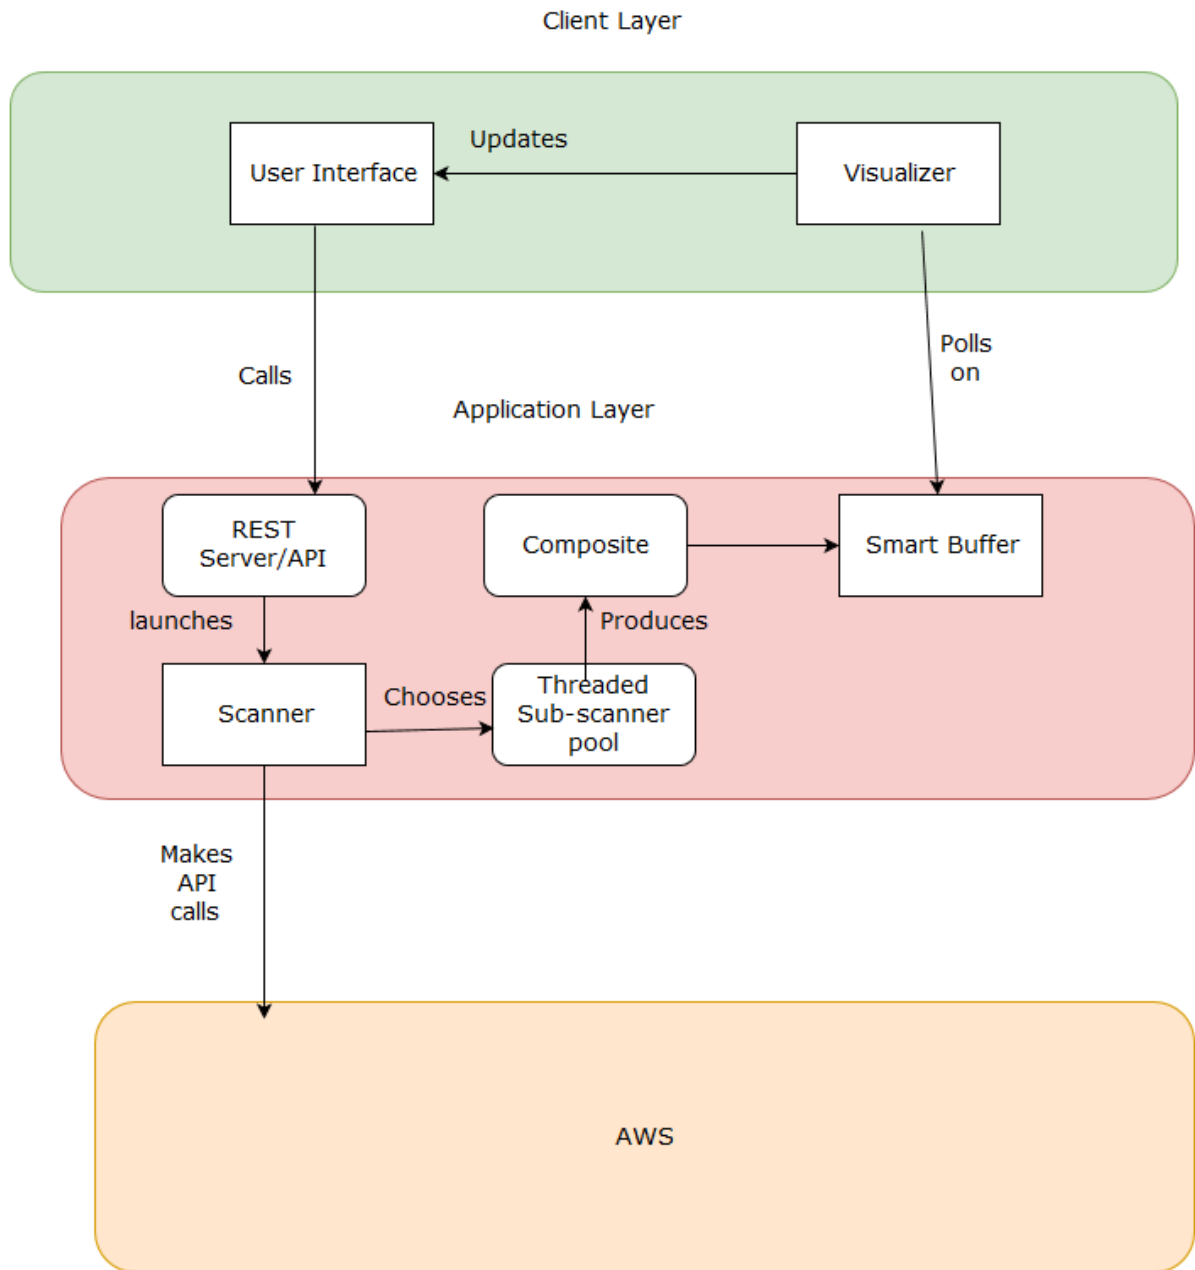 Client Layer
Updates
User Interface
Visualizer
Polls
on
Calls
Application Layer
REST
Server/API
Composite
Smart Buffer
launches
Produces
Scanner
Chooses
Threaded
Sub-scanner
pool
Makes
API
calls
AWS